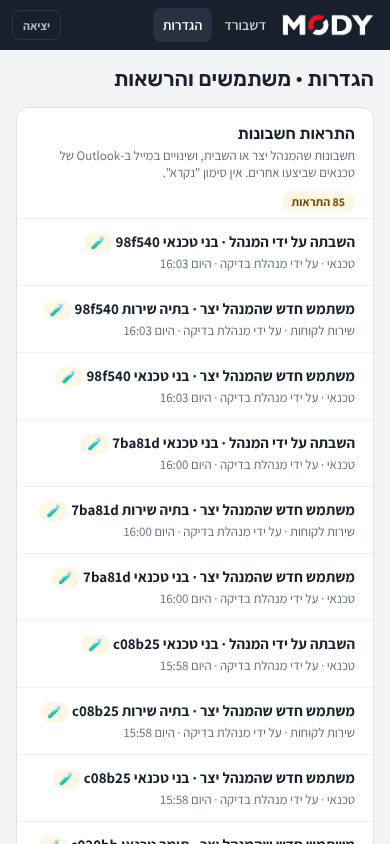 MODY
דשבורד
הגדרות
יציאה
הגדרות • משתמשים והרשאות
התראות חשבונות
חשבונות שהמנהל יצר או השבית, ושינויים במייל ב-Outlook של
טכנאים שביצעו אחרים. אין סימון "נקרא".
85 התראות
השבתה על ידי המנהל · בני טכנאי 98f540 🧪
טכנאי · על ידי מנהלת בדיקה · היום 16:03
משתמש חדש שהמנהל יצר · בתיה שירות 98f540 🧪
שירות לקוחות · על ידי מנהלת בדיקה · היום 16:03
משתמש חדש שהמנהל יצר · בני טכנאי 98f540 🧪
טכנאי · על ידי מנהלת בדיקה · היום 16:03
השבתה על ידי המנהל · בני טכנאי 7ba81d 🧪
טכנאי · על ידי מנהלת בדיקה · היום 16:00
משתמש חדש שהמנהל יצר · בתיה שירות 7ba81d 🧪
שירות לקוחות · על ידי מנהלת בדיקה · היום 16:00
משתמש חדש שהמנהל יצר · בני טכנאי 7ba81d 🧪
טכנאי · על ידי מנהלת בדיקה · היום 16:00
השבתה על ידי המנהל · בני טכנאי c08b25 🧪
טכנאי · על ידי מנהלת בדיקה · היום 15:58
משתמש חדש שהמנהל יצר · בתיה שירות c08b25 🧪
שירות לקוחות · על ידי מנהלת בדיקה · היום 15:58
משתמש חדש שהמנהל יצר · בני טכנאי c08b25 🧪
טכנאי · על ידי מנהלת בדיקה · היום 15:58
משתמש חדש שהמנהל יצר · תומר טכנאי